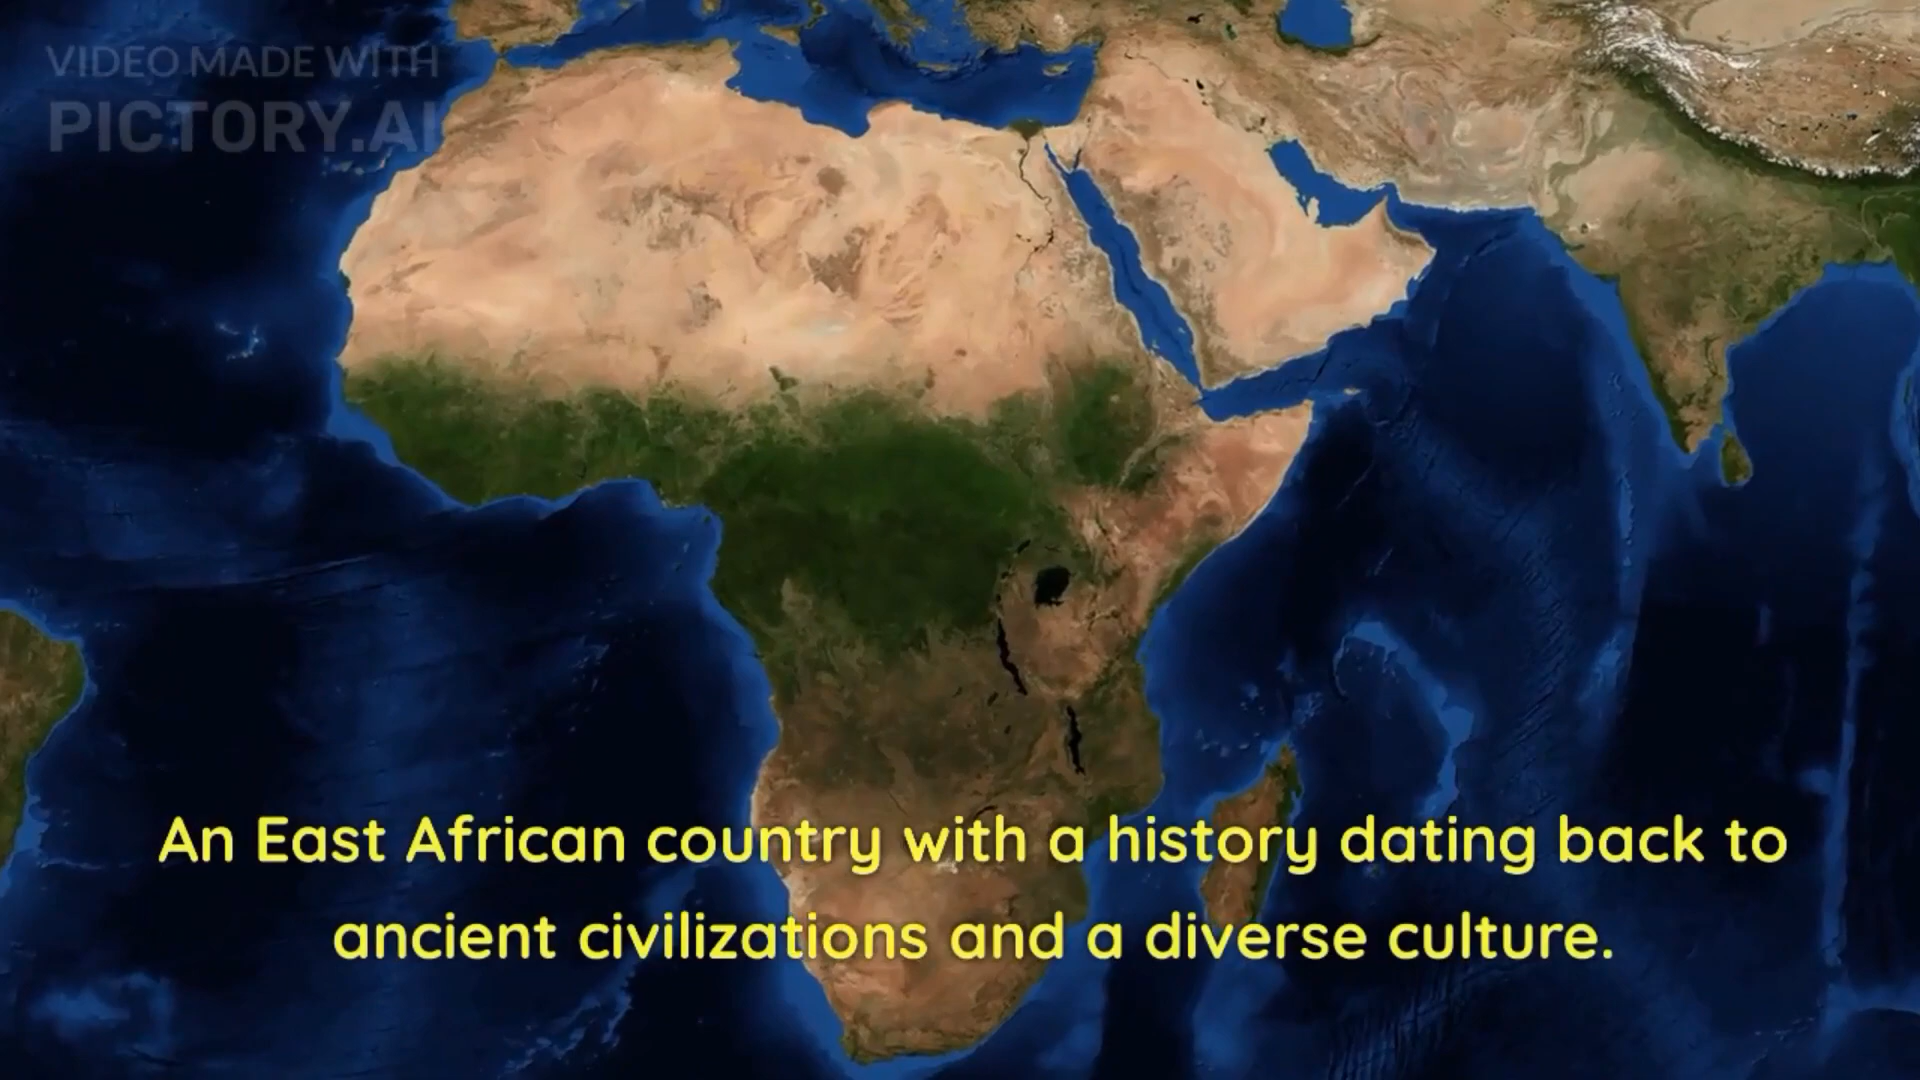 VIDEO MADE WITH
PICTORY.AI
An East African country with a history dating back to
ancient civilizations and a diverse culture.